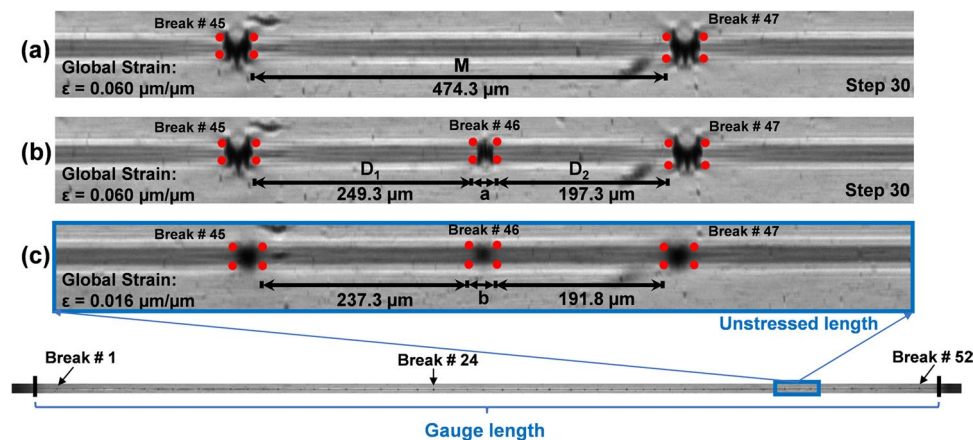 Break # 45
Break # 47
(a)
Global Strain:
ε = 0.060 µm/µm
M
474.3 µm
Step 30
Break # 45
Break # 46
Break # 47
(b)
D₁
D₂
249.3 µm
a
197.3 µm
ε = 0.060 µm/µm
Step 30
Break # 45
Break # 46
Break # 47
(c)
Global Strain:
ε = 0.016 µm/µm
237.3 µm
b
191.8 µm
Unstressed length
Break # 1
Break # 24
Break # 52
Gauge length